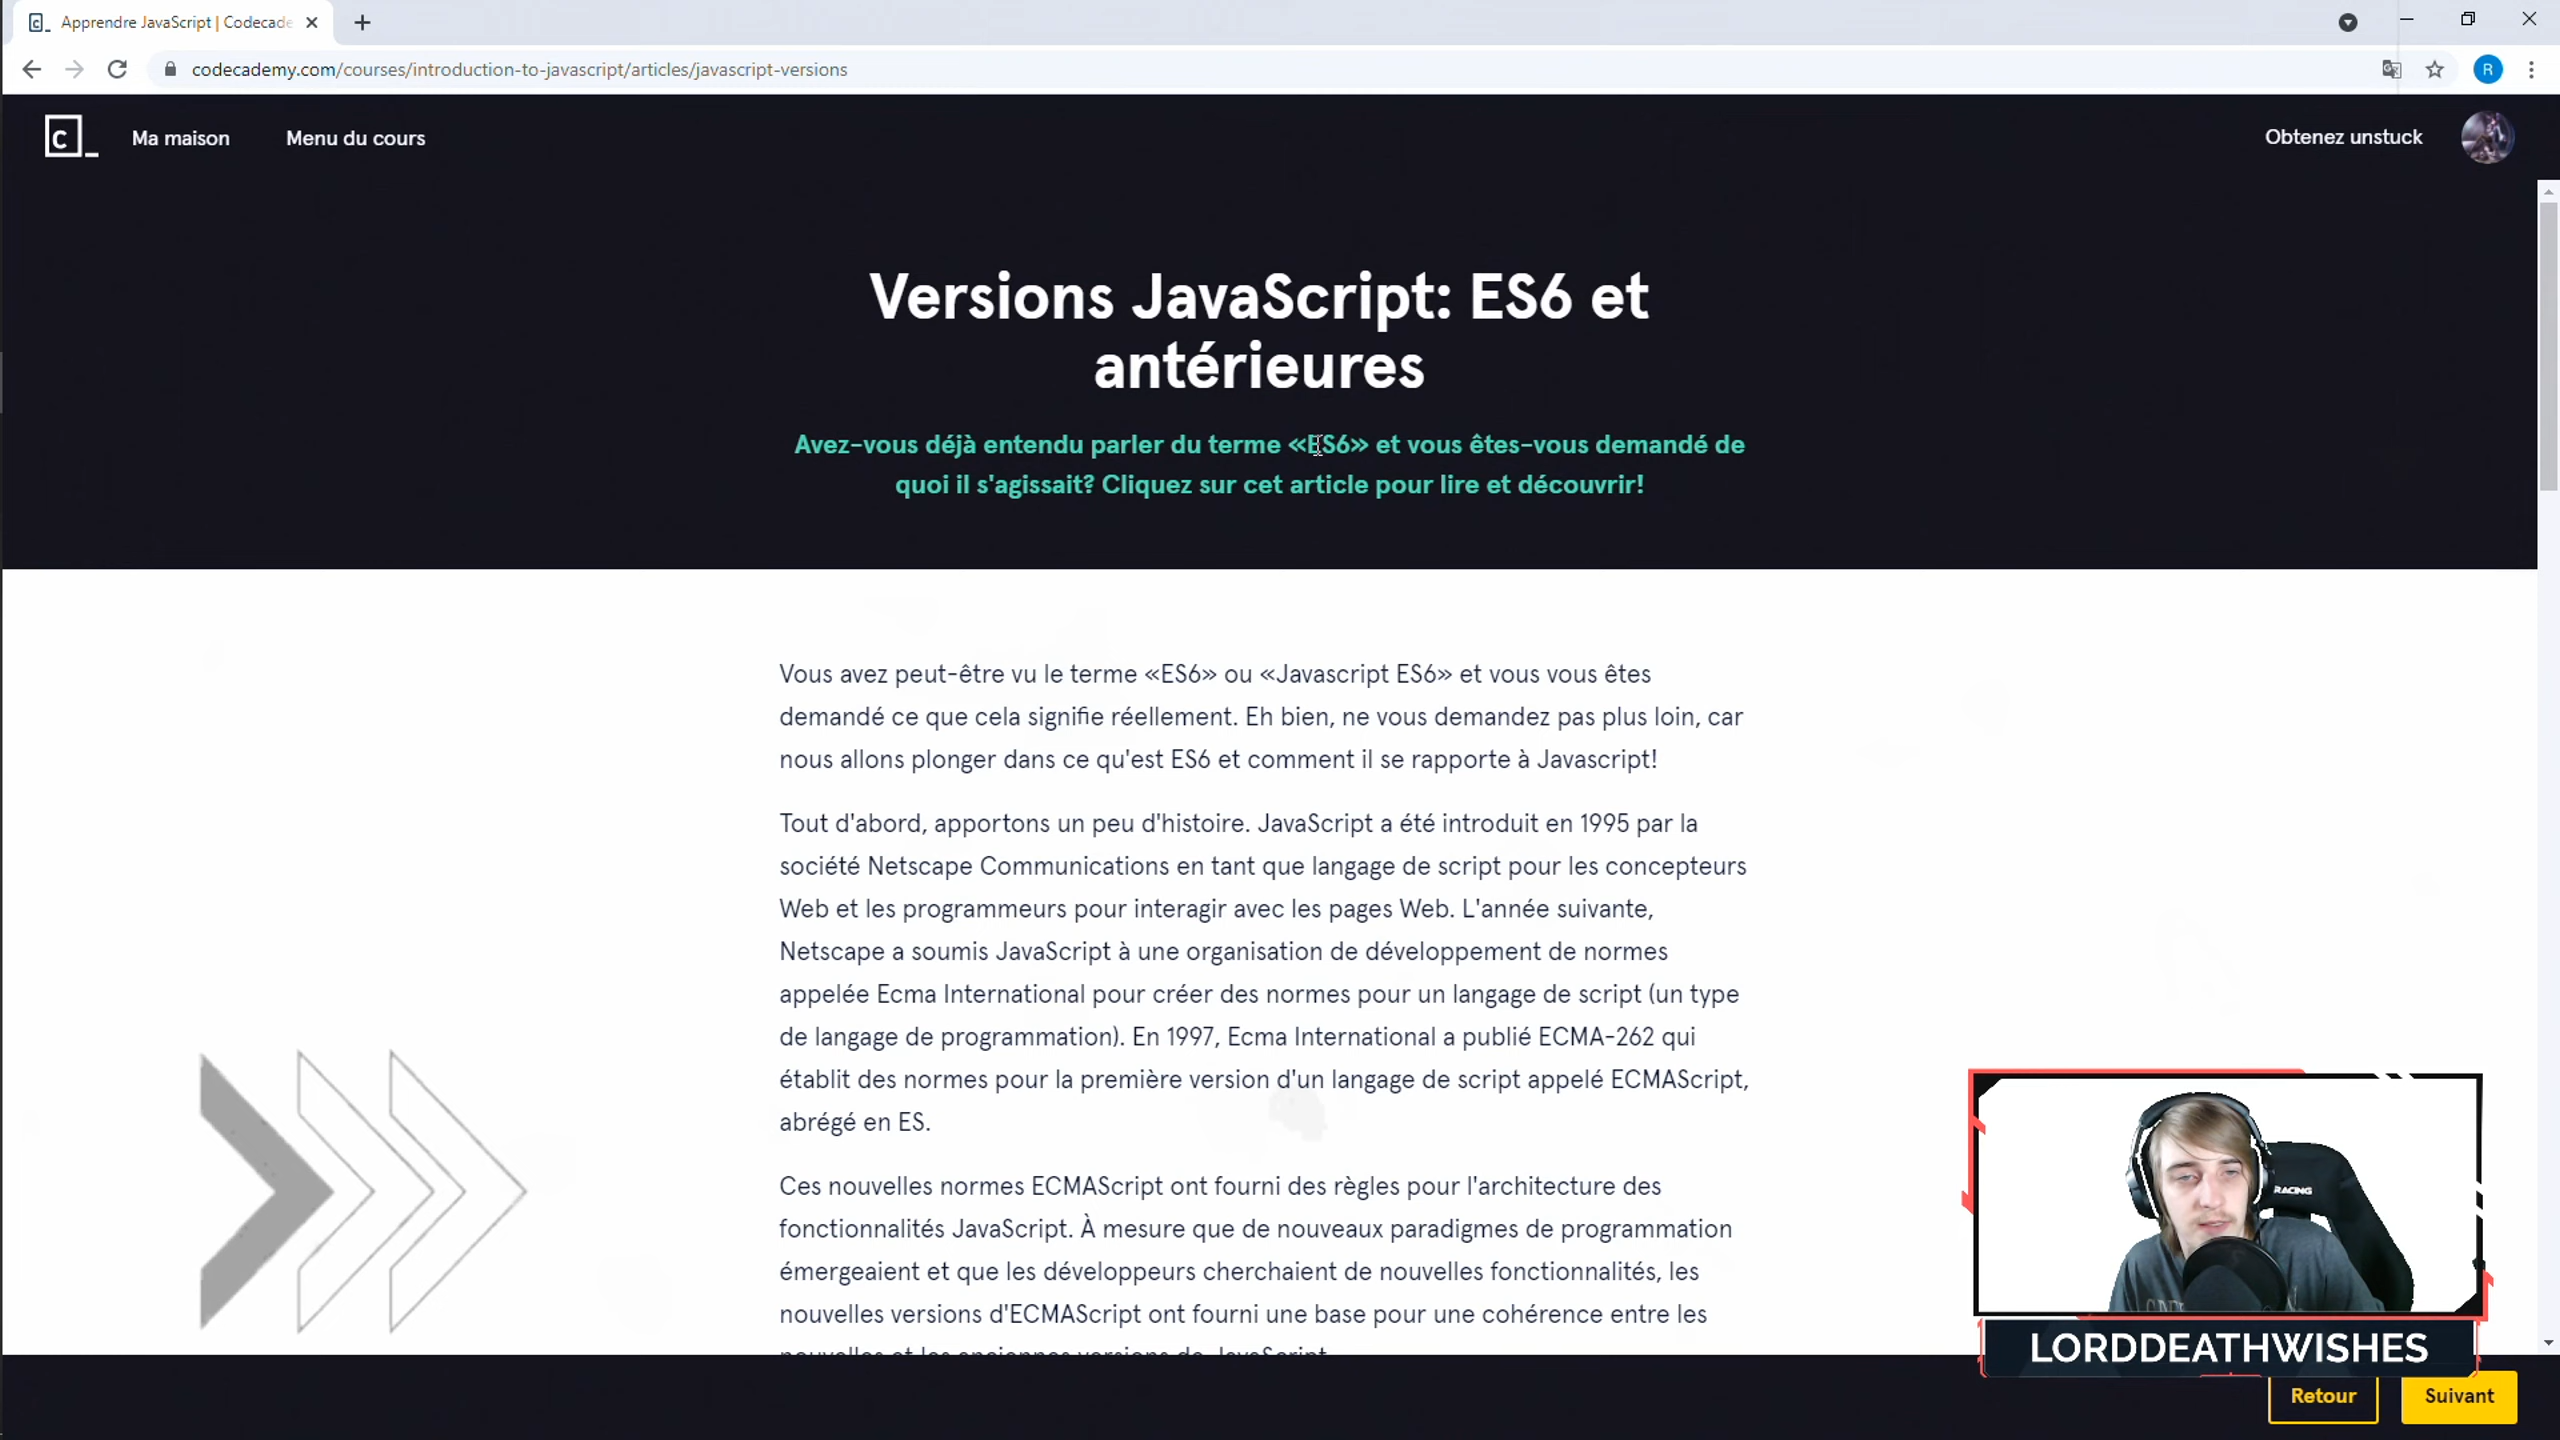 Apprendre JavaScript | Codecade
codecademy.com/courses/introduction-to-javascript/articles/javascript-versions
R
C_
Ma maison
Menu du cours
Obtenez unstuck
Versions JavaScript: ES6 et
antérieures
Avez-vous déjà entendu parler du terme «ES6» et vous êtes-vous demandé de
quoi il s'agissait? Cliquez sur cet article pour lire et découvrir!
Vous avez peut-être vu le terme «ES6» ou «Javascript ES6» et vous vous êtes
demandé ce que cela signifie réellement. Eh bien, ne vous demandez pas plus loin, car
nous allons plonger dans ce qu'est ES6 et comment il se rapporte à Javascript!
Tout d'abord, apportons un peu d'histoire. JavaScript a été introduit en 1995 par la
société Netscape Communications en tant que langage de script pour les concepteurs
Web et les programmeurs pour interagir avec les pages Web. L'année suivante,
Netscape a soumis JavaScript à une organisation de développement de normes
appelée Ecma International pour créer des normes pour un langage de script (un type
de langage de programmation). En 1997, Ecma International a publié ECMA-262 qui
établit des normes pour la première version d'un langage de script appelé ECMAScript,
abrégé en ES.
Ces nouvelles normes ECMAScript ont fourni des règles pour l'architecture des
fonctionnalités JavaScript. À mesure que de nouveaux paradigmes de programmation
émergeaient et que les développeurs cherchaient de nouvelles fonctionnalités, les
nouvelles versions d'ECMAScript ont fourni une base pour une cohérence entre les
nouvelles et les anciennes versions de JavaScript.
RACING
LORDDEATHWISHES
Retour
Suivant